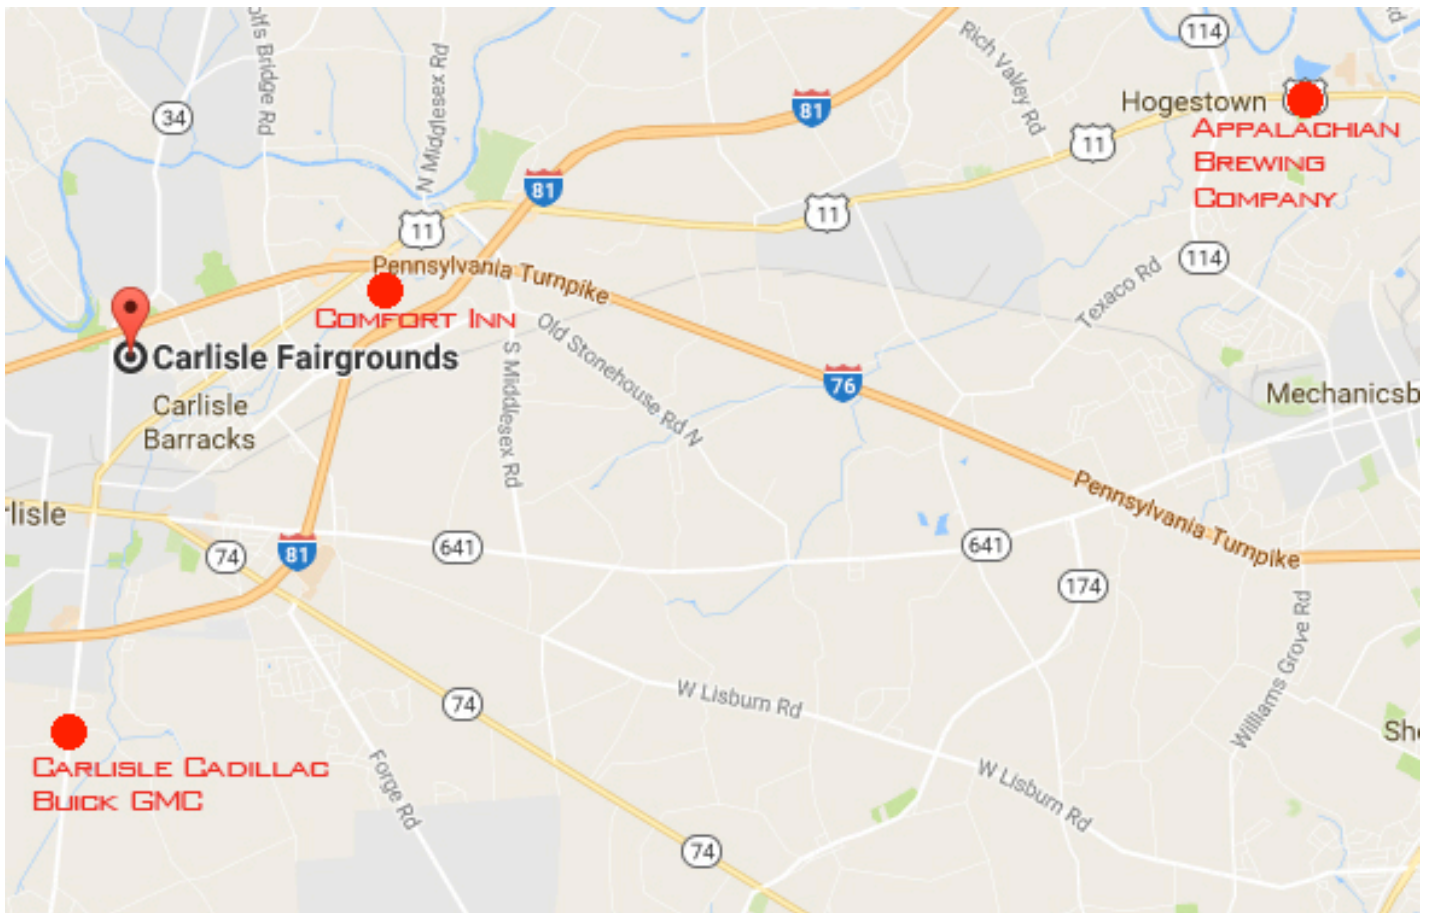 olf's Bridge Rd
N Middlesex Rd
34
81
Rich Valley Rd
114
Rd
Hogestown
Appalachian
Brewing
Company
11
81
11
11
114
Pennsylvania Turnpike
Comfort Inn
Texaco Rd
Carlisle Fairgrounds
Old Stonehouse Rd N
S Middlesex Rd
76
Carlisle
Barracks
Mechanicsb
rlisle
Pennsylvania Turnpike
74
81
641
641
174
Williams Grove Rd
W Lisburn Rd
74
She
Carlisle Cadillac
Buick GMC
Forge Rd
W Lisburn Rd
74